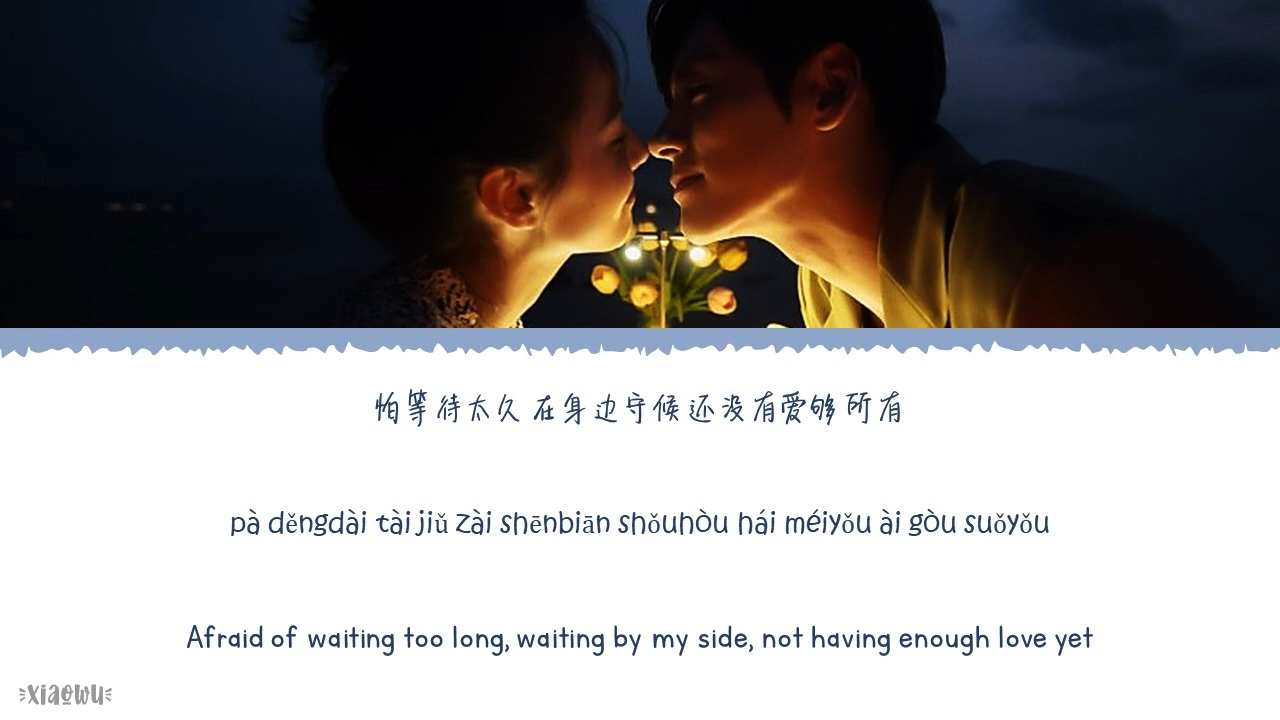 怕等待太久 在身边守候 还没有爱够 所有
pà děngdài tài jiǔ zài shēnbiān shǒuhòu hái méiyǒu ài gòu suǒyǒu
Afraid of waiting too long, waiting by my side, not having enough love yet
xiaowu